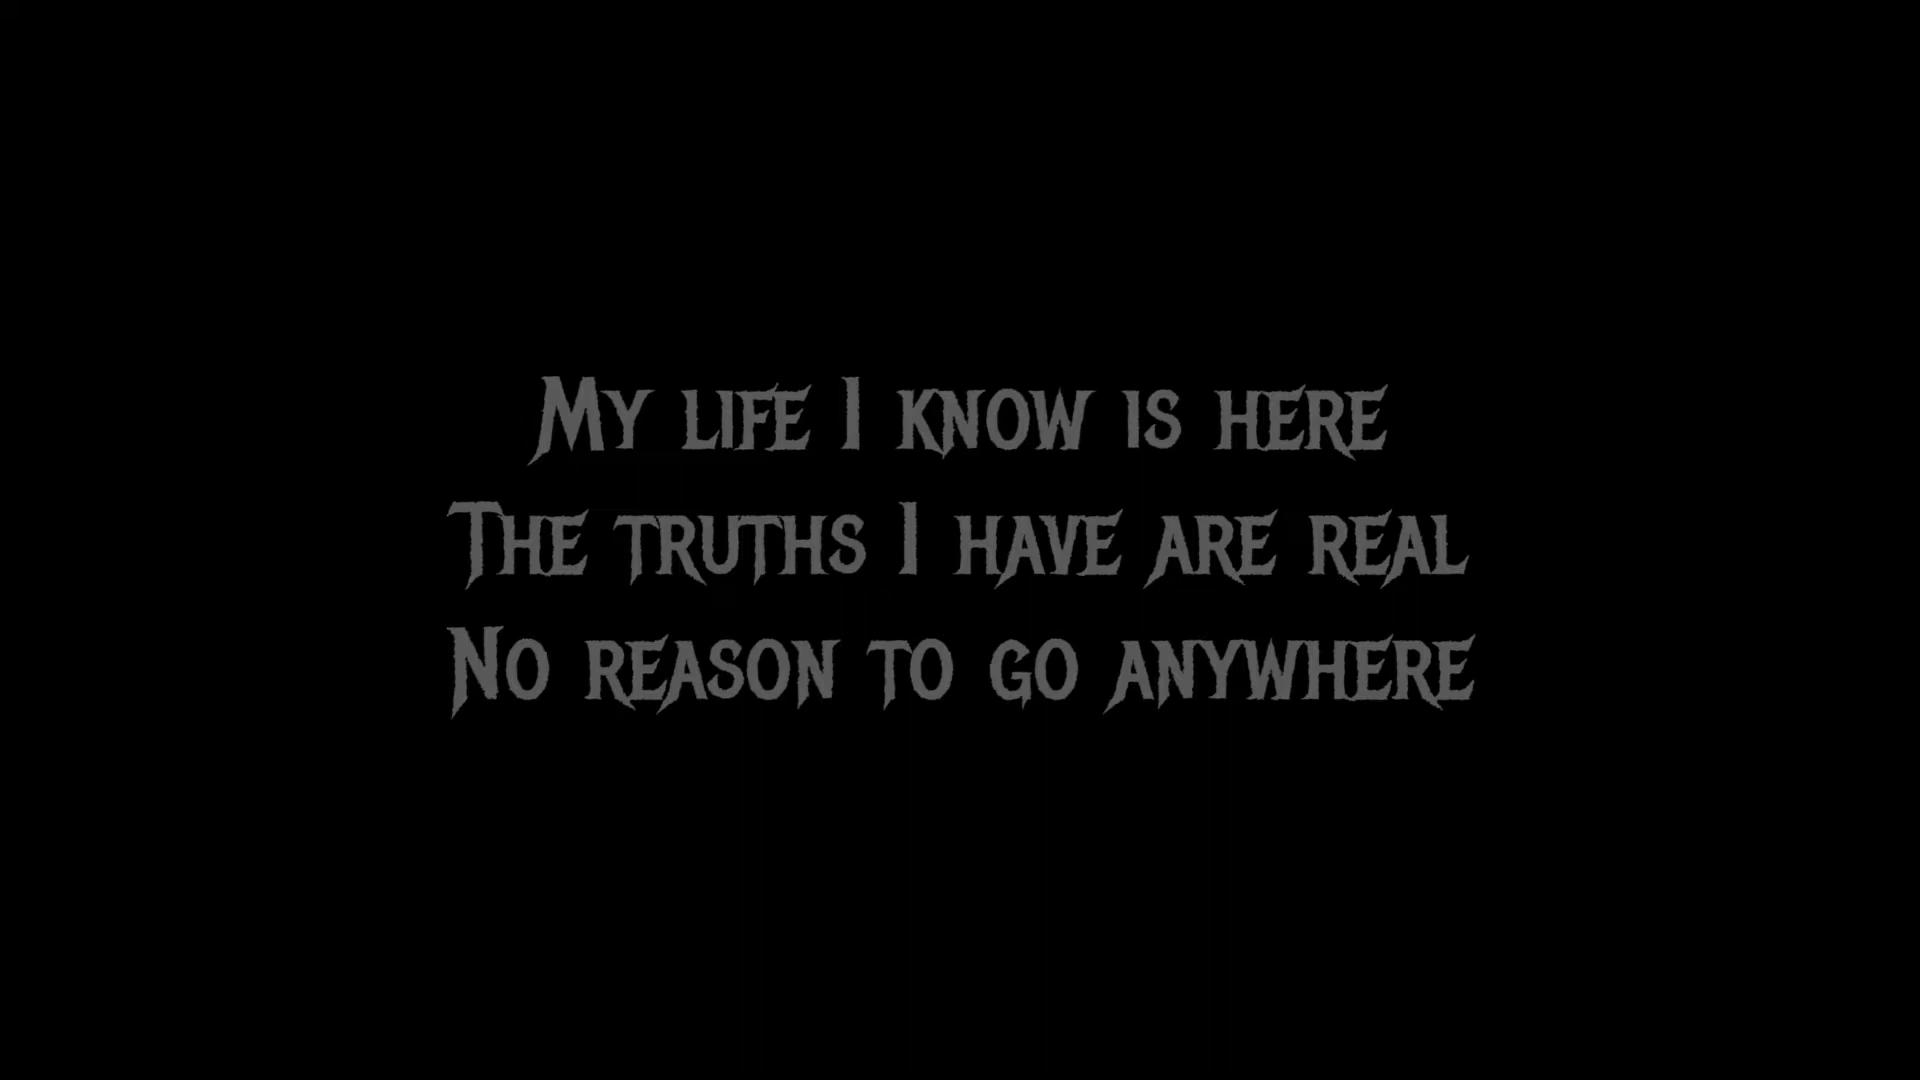 My life I know is here
The truths I have are real
No reason to go anywhere